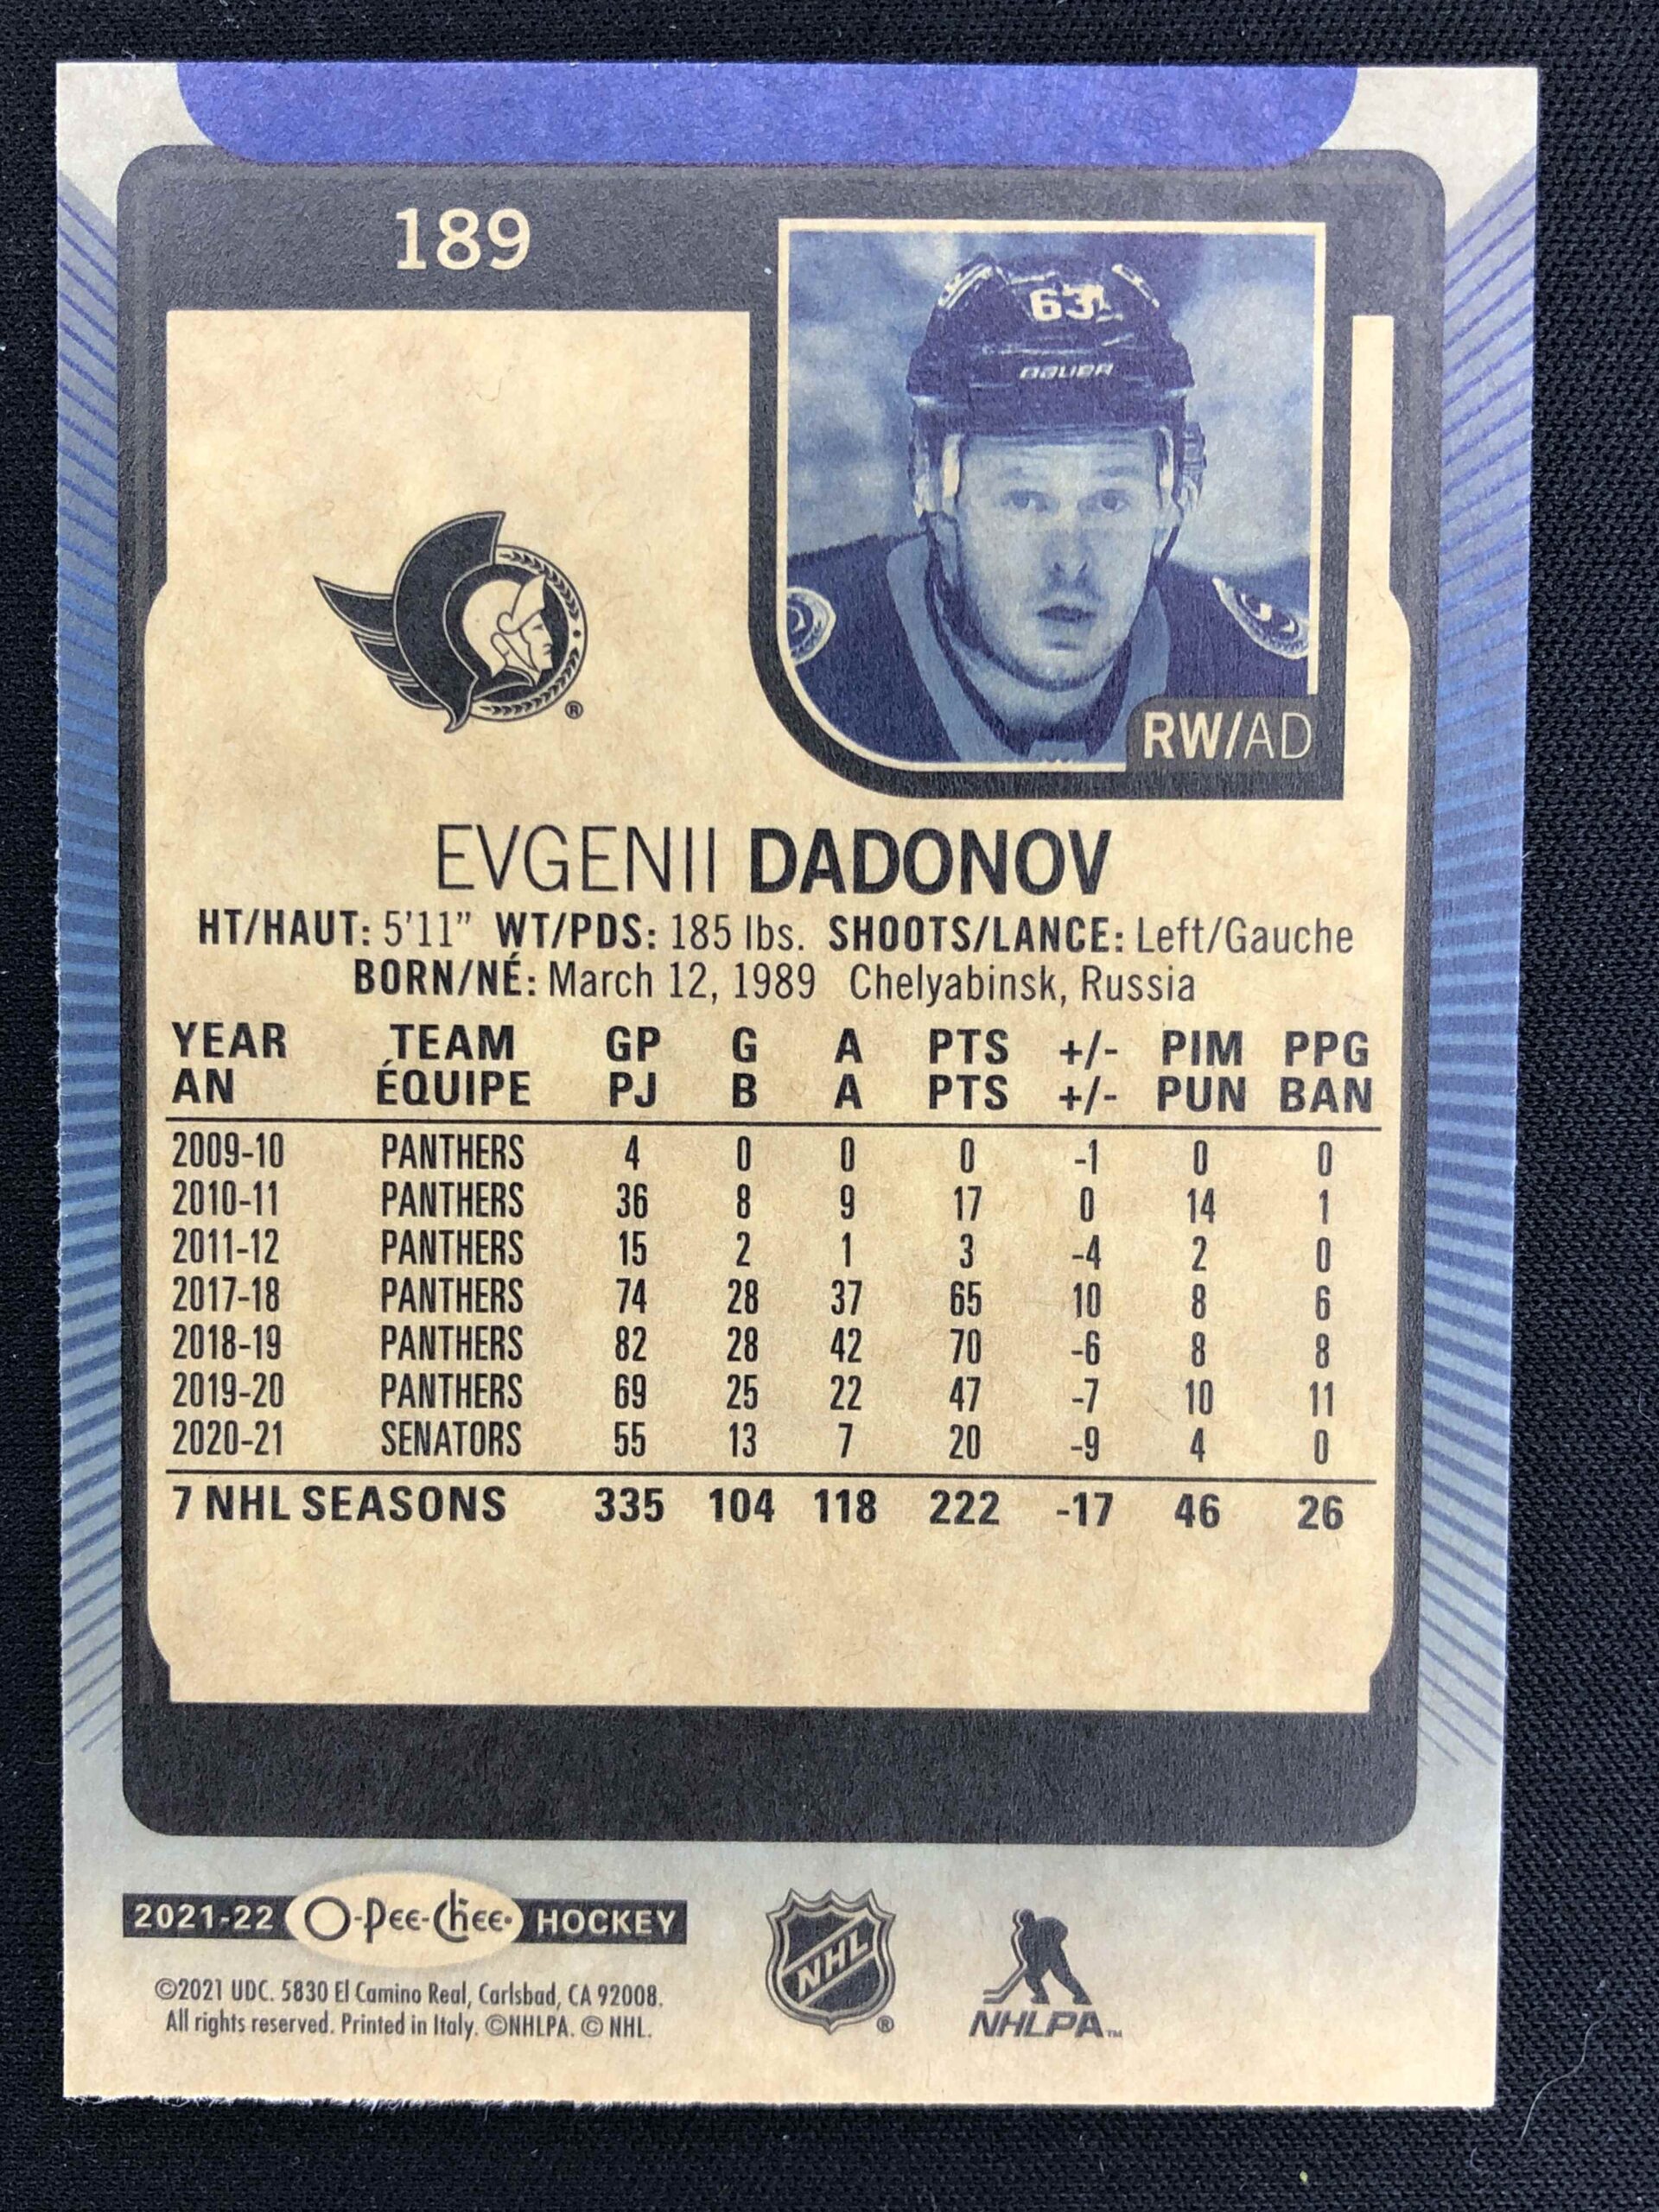 189
63
BAUER
RW/AD
®
EVGENII DADONOV
HT/HAUT: 5'11” WT/PDS: 185 lbs. SHOOTS/LANCE: Left/Gauche
BORN/NÉ: March 12, 1989 Chelyabinsk, Russia
YEAR TEAM GP G A PTS +/- PIM PPG
AN ÉQUIPE PJ B A PTS +/- PUN BAN
2009-10 PANTHERS 4 0 0 0 -1 0 0
2010-11 PANTHERS 36 8 9 17 0 14 1
2011-12 PANTHERS 15 2 1 3 -4 2 0
2017-18 PANTHERS 74 28 37 65 10 8 6
2018-19 PANTHERS 82 28 42 70 -6 8 8
2019-20 PANTHERS 69 25 22 47 -7 10 11
2020-21 SENATORS 55 13 7 20 -9 4 0
7 NHL SEASONS 335 104 118 222 -17 46 26
2021-22 O-Pee-Chee HOCKEY
©2021 UDC. 5830 El Camino Real, Carlsbad, CA 92008.
All rights reserved. Printed in Italy. ©NHLPA. © NHL.
NHL ®
NHLPA™